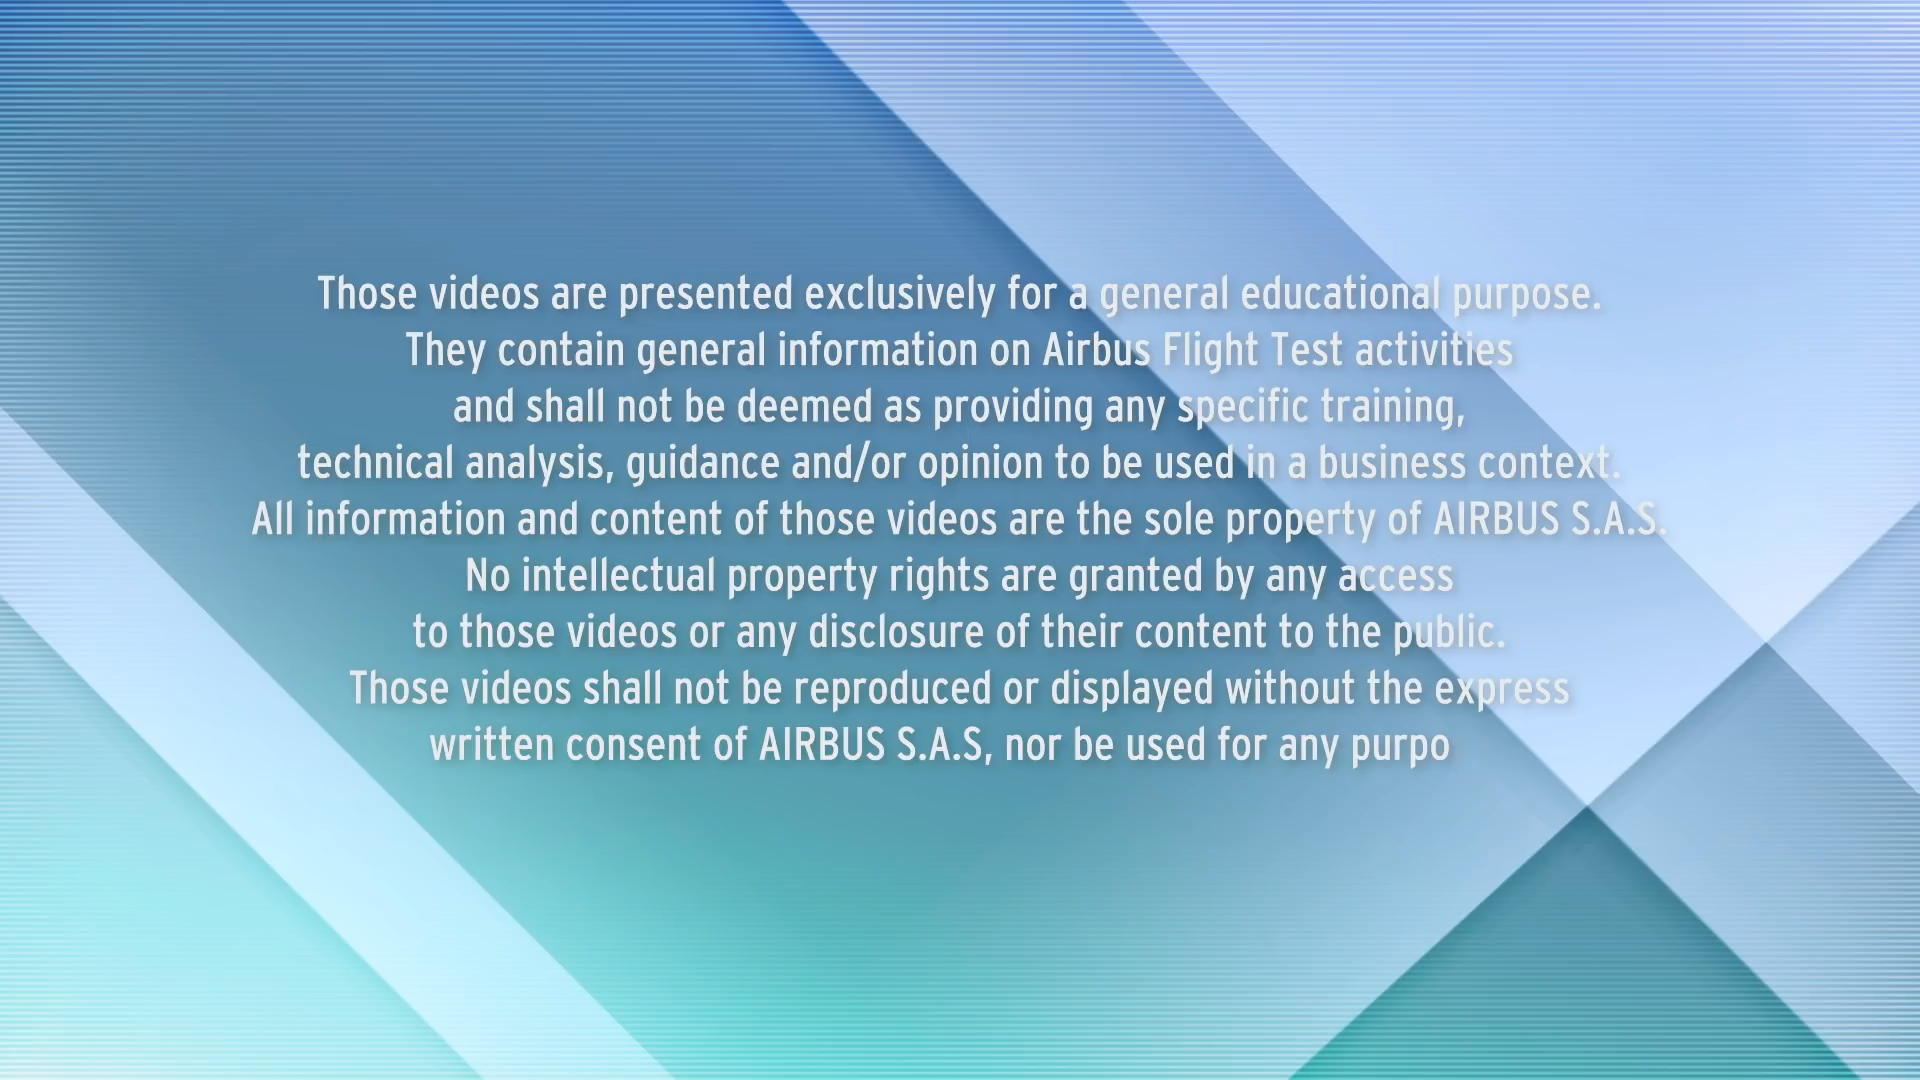 Those videos are presented exclusively for a general educational purpose.
They contain general information on Airbus Flight Test activities
and shall not be deemed as providing any specific training,
technical analysis, guidance and/or opinion to be used in a business context.
All information and content of those videos are the sole property of AIRBUS S.A.S.
No intellectual property rights are granted by any access
to those videos or any disclosure of their content to the public.
Those videos shall not be reproduced or displayed without the express
written consent of AIRBUS S.A.S, nor be used for any purpo